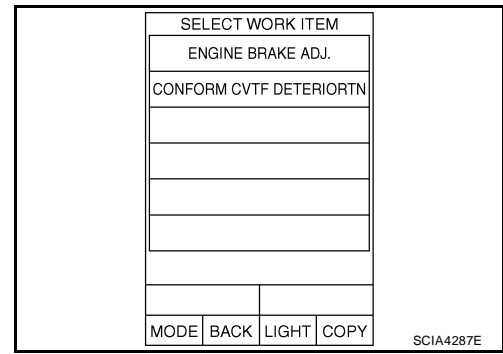 SELECT WORK ITEM
ENGINE BRAKE ADJ.
CONFORM CVTF DETERIORTN
MODE BACK LIGHT COPY
SCIA4287E